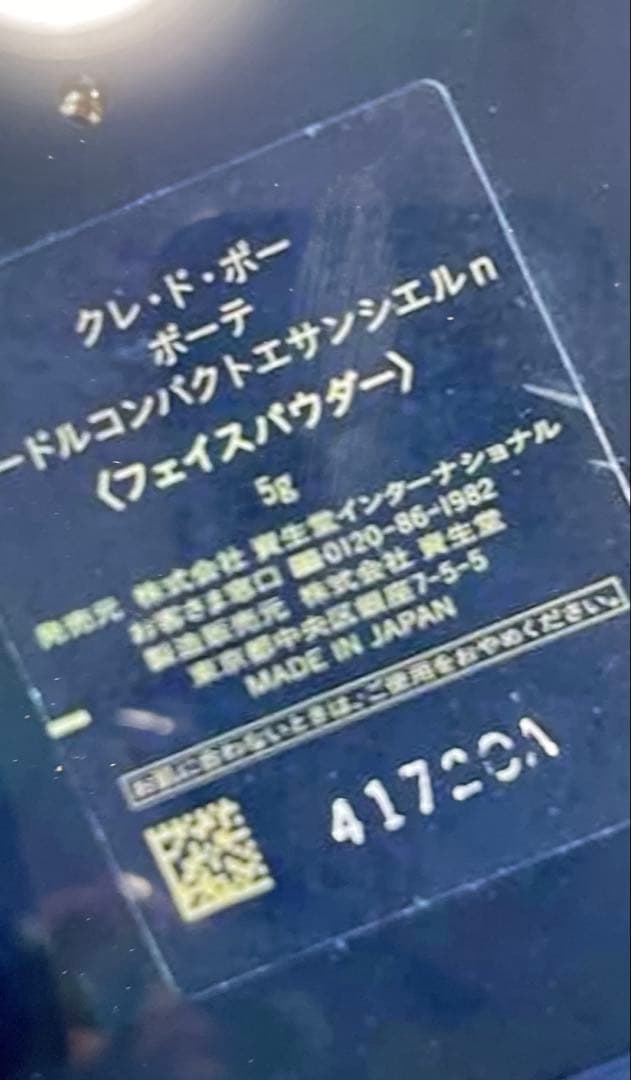 クレ・ド・ポー
ボーテ
ードルコンパクトエサンシエルn
〈フェイスパウダー〉
5g
発売元 株式会社 資生堂インターナショナル
お客さま窓口 0120-86-1982
製造販売元 株式会社 資生堂
東京都中央区銀座7-5-5
MADE IN JAPAN
お肌に合わないときは、ご使用をおやめください。